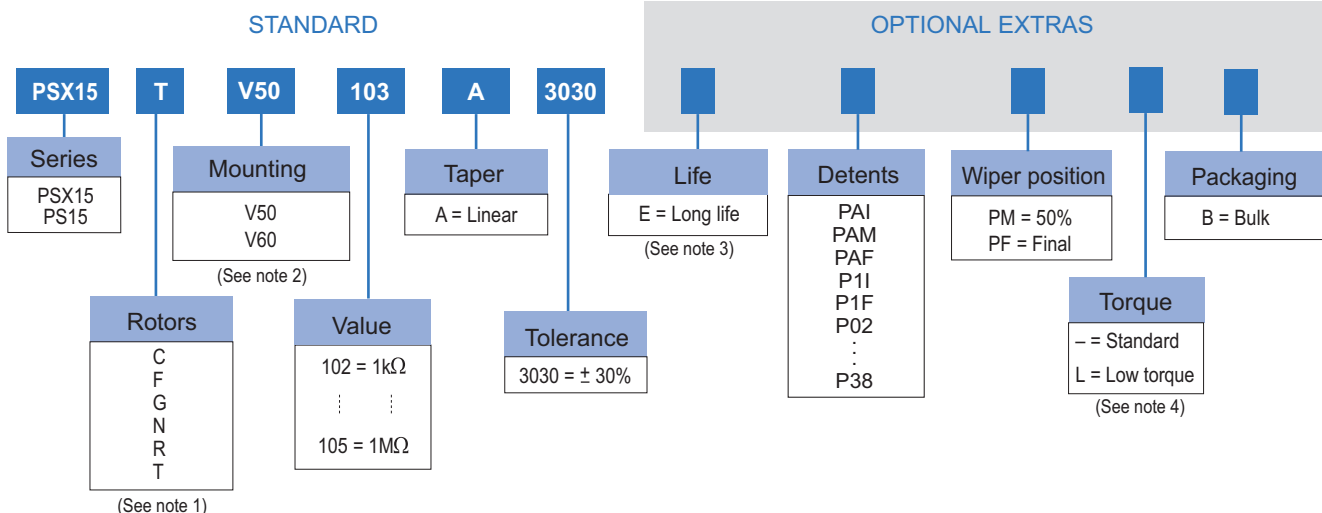 STANDARD
OPTIONAL EXTRAS
PSX15 T V50 103 A 3030
Series
PSX15
PS15
Mounting
V50
V60
(See note 2)
Taper
A = Linear
Life
E = Long life
(See note 3)
Detents
PAI
PAM
PAF
P1I
P1F
P02
:
:
P38
Wiper position
PM = 50%
PF = Final
Packaging
B = Bulk
Rotors
C
F
G
N
R
T
(See note 1)
Value
102 = 1kΩ
105 = 1MΩ
Tolerance
3030 = ± 30%
Torque
– = Standard
L = Low torque
(See note 4)